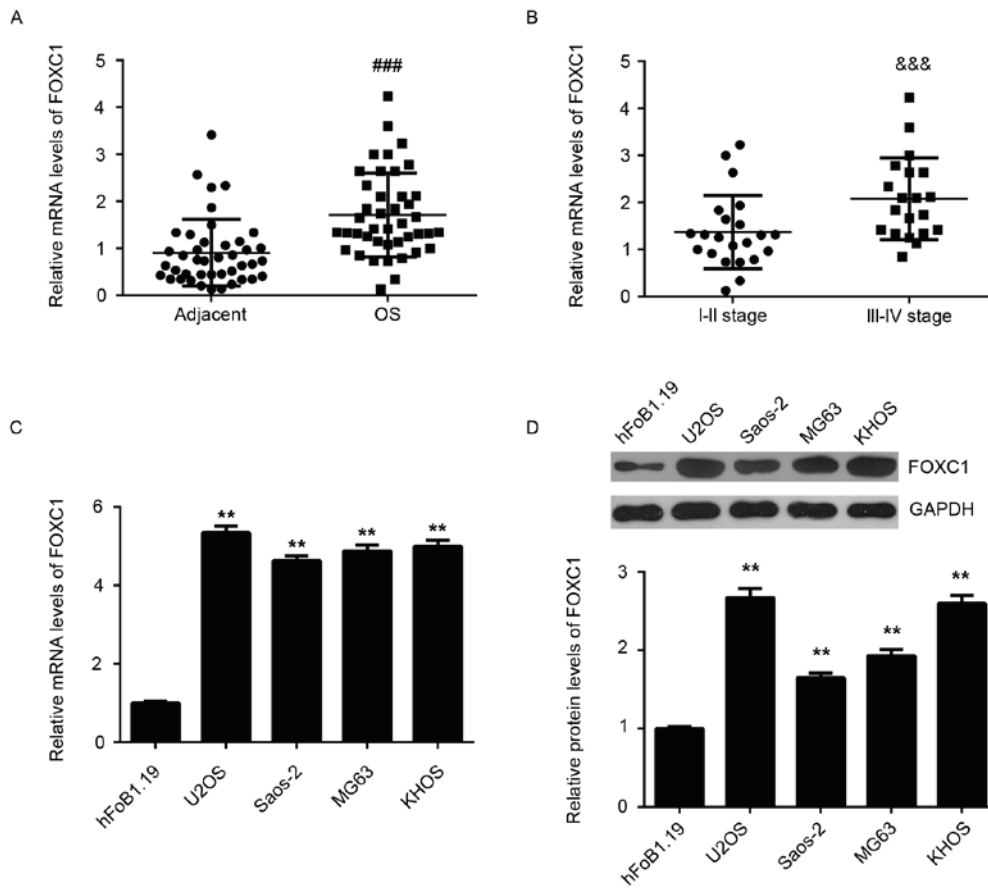 A
Relative mRNA levels of FOXC1
5
4
3
2
1
0
###
Adjacent
OS
B
Relative mRNA levels of FOXC1
5
4
3
2
1
0
&&&
I-II stage
III-IV stage
C
Relative mRNA levels of FOXC1
6
4
2
0
**
**
**
**
hFoB1.19
U2OS
Saos-2
MG63
KHOS
D
hFoB1.19
U2OS
Saos-2
MG63
KHOS
FOXC1
GAPDH
Relative protein levels of FOXC1
3
2
1
0
**
**
**
**
hFoB1.19
U2OS
Saos-2
MG63
KHOS